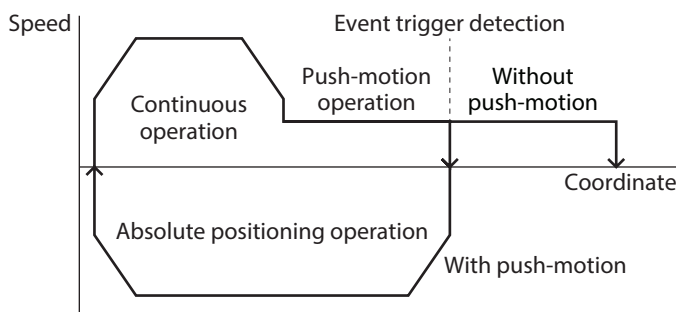 Speed
Event trigger detection
Push-motion
operation
Without
push-motion
Continuous
operation
Coordinate
Absolute positioning operation
With push-motion